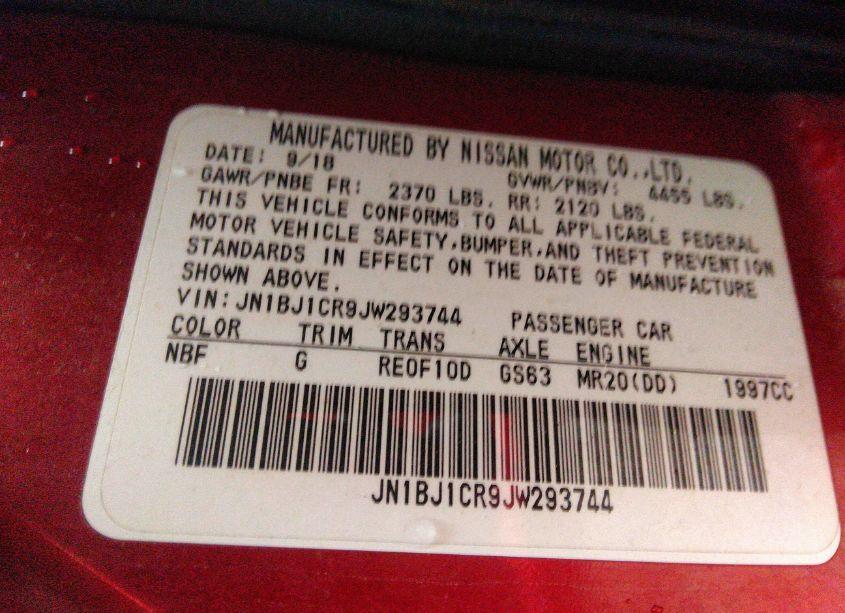 MANUFACTURED BY NISSAN MOTOR CO.,LTD.
DATE: 9/18 GVWR/PNBV: 4455 LBS.
GAWR/PNBE FR: 2370 LBS. RR: 2120 LBS.
THIS VEHICLE CONFORMS TO ALL APPLICABLE FEDERAL
MOTOR VEHICLE SAFETY,BUMPER,AND THEFT PREVENTION
STANDARDS IN EFFECT ON THE DATE OF MANUFACTURE
SHOWN ABOVE.
VIN: JN1BJ1CR9JW293744 PASSENGER CAR
COLOR TRIM TRANS AXLE ENGINE
NBF G RE0F10D GS63 MR20(DD) 1997CC
JN1BJ1CR9JW293744